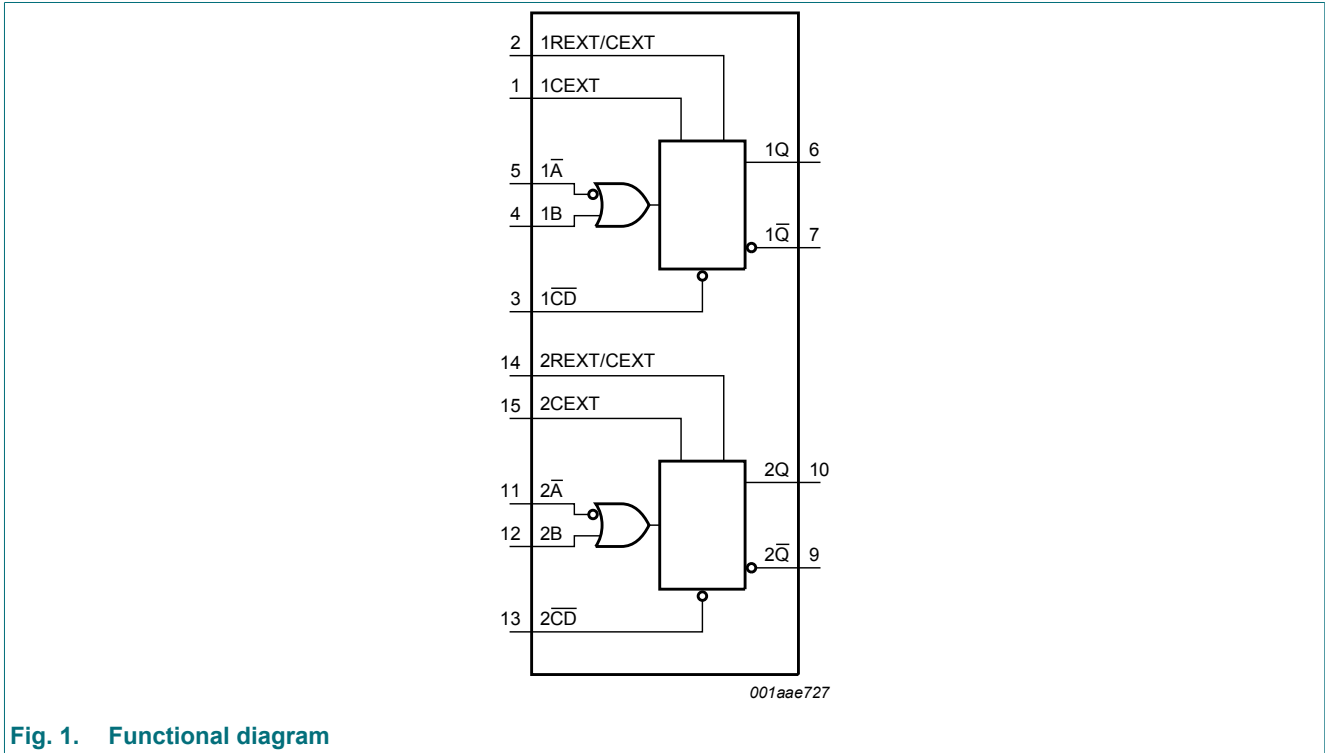 2 1REXT/CEXT
1 1CEXT
1Q 6
5 1A̅
4 1B
1Q̅ 7
3 1C̅D̅
14 2REXT/CEXT
15 2CEXT
2Q 10
11 2A̅
12 2B
2Q̅ 9
13 2C̅D̅
001aae727
Fig. 1. Functional diagram